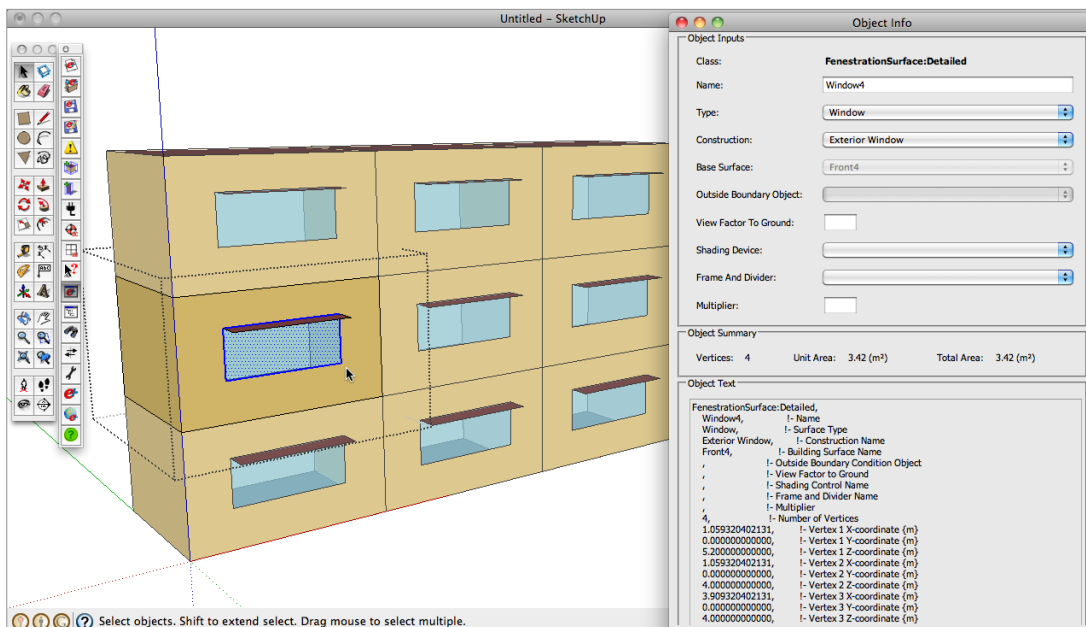 Untitled – SketchUp
Object Info
Object Inputs
Class: FenestrationSurface:Detailed
Name: Window4
Type: Window
Construction: Exterior Window
Base Surface: Front4
Outside Boundary Object:
View Factor To Ground:
Shading Device:
Frame And Divider:
Multiplier:
Object Summary
Vertices: 4 Unit Area: 3.42 (m²) Total Area: 3.42 (m²)
Object Text
FenestrationSurface:Detailed,
Window4, !- Name
Window, !- Surface Type
Exterior Window, !- Construction Name
Front4, !- Building Surface Name
, !- Outside Boundary Condition Object
, !- View Factor to Ground
, !- Shading Control Name
, !- Frame and Divider Name
, !- Multiplier
4, !- Number of Vertices
1.059320402131, !- Vertex 1 X-coordinate {m}
0.000000000000, !- Vertex 1 Y-coordinate {m}
5.200000000000, !- Vertex 1 Z-coordinate {m}
1.059320402131, !- Vertex 2 X-coordinate {m}
0.000000000000, !- Vertex 2 Y-coordinate {m}
4.000000000000, !- Vertex 2 Z-coordinate {m}
3.909320402131, !- Vertex 3 X-coordinate {m}
0.000000000000, !- Vertex 3 Y-coordinate {m}
4.000000000000, !- Vertex 3 Z-coordinate {m}
Select objects. Shift to extend select. Drag mouse to select multiple.